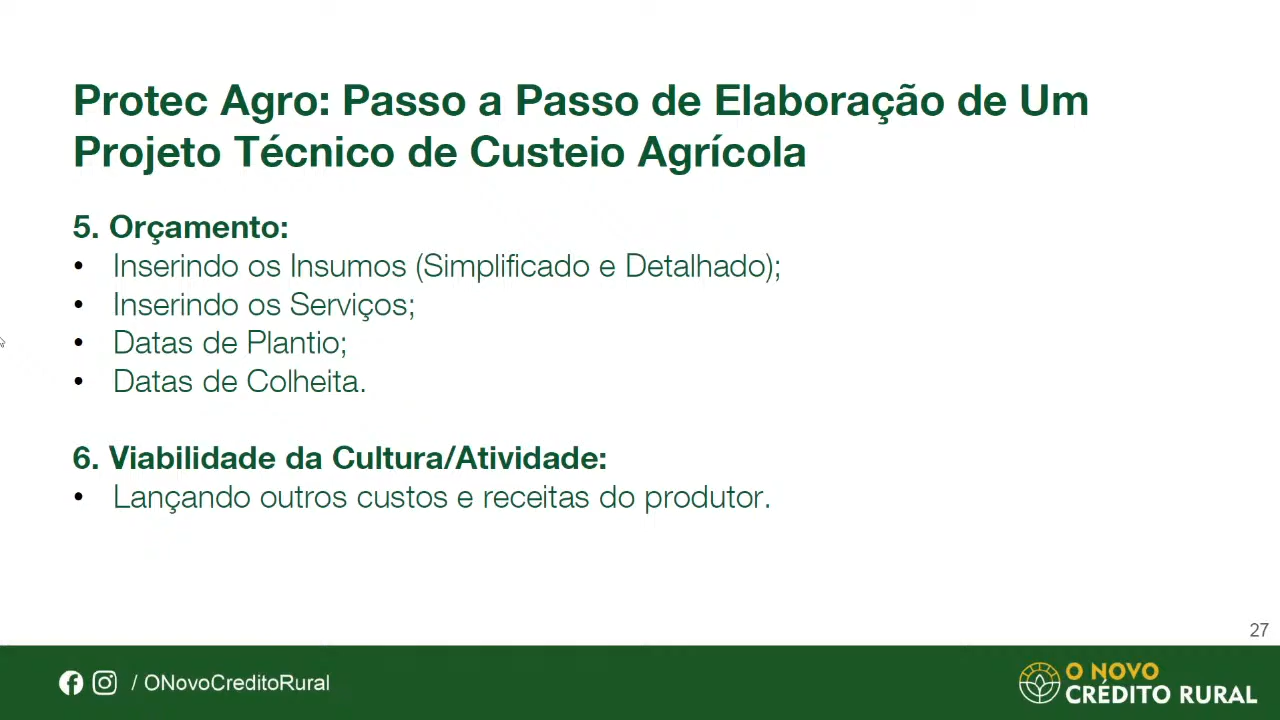 Protec Agro: Passo a Passo de Elaboração de Um
Projeto Técnico de Custeio Agrícola
5. Orçamento:
• Inserindo os Insumos (Simplificado e Detalhado);
• Inserindo os Serviços;
• Datas de Plantio;
• Datas de Colheita.
6. Viabilidade da Cultura/Atividade:
• Lançando outros custos e receitas do produtor.
27
/ ONovoCreditoRural
O NOVO
CRÉDITO RURAL